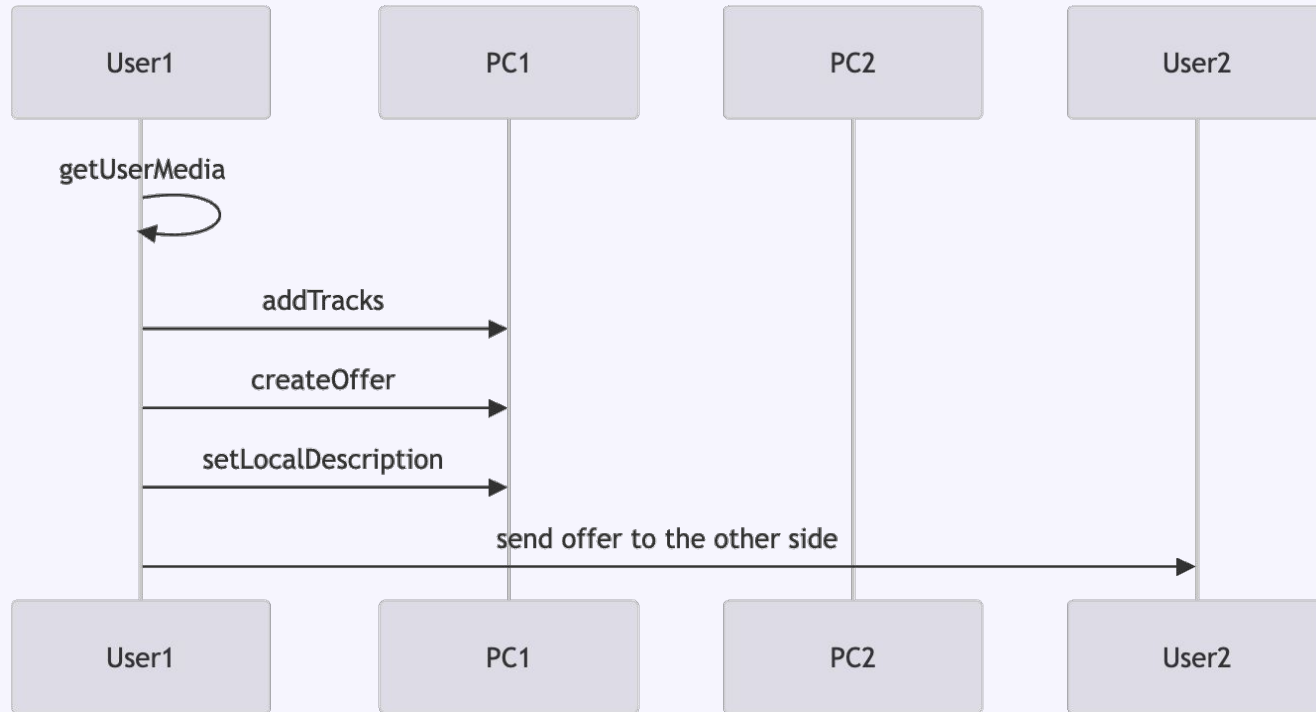 User1
PC1
PC2
User2
getUserMedia
addTracks
createOffer
setLocalDescription
send offer to the other side
User1
PC1
PC2
User2